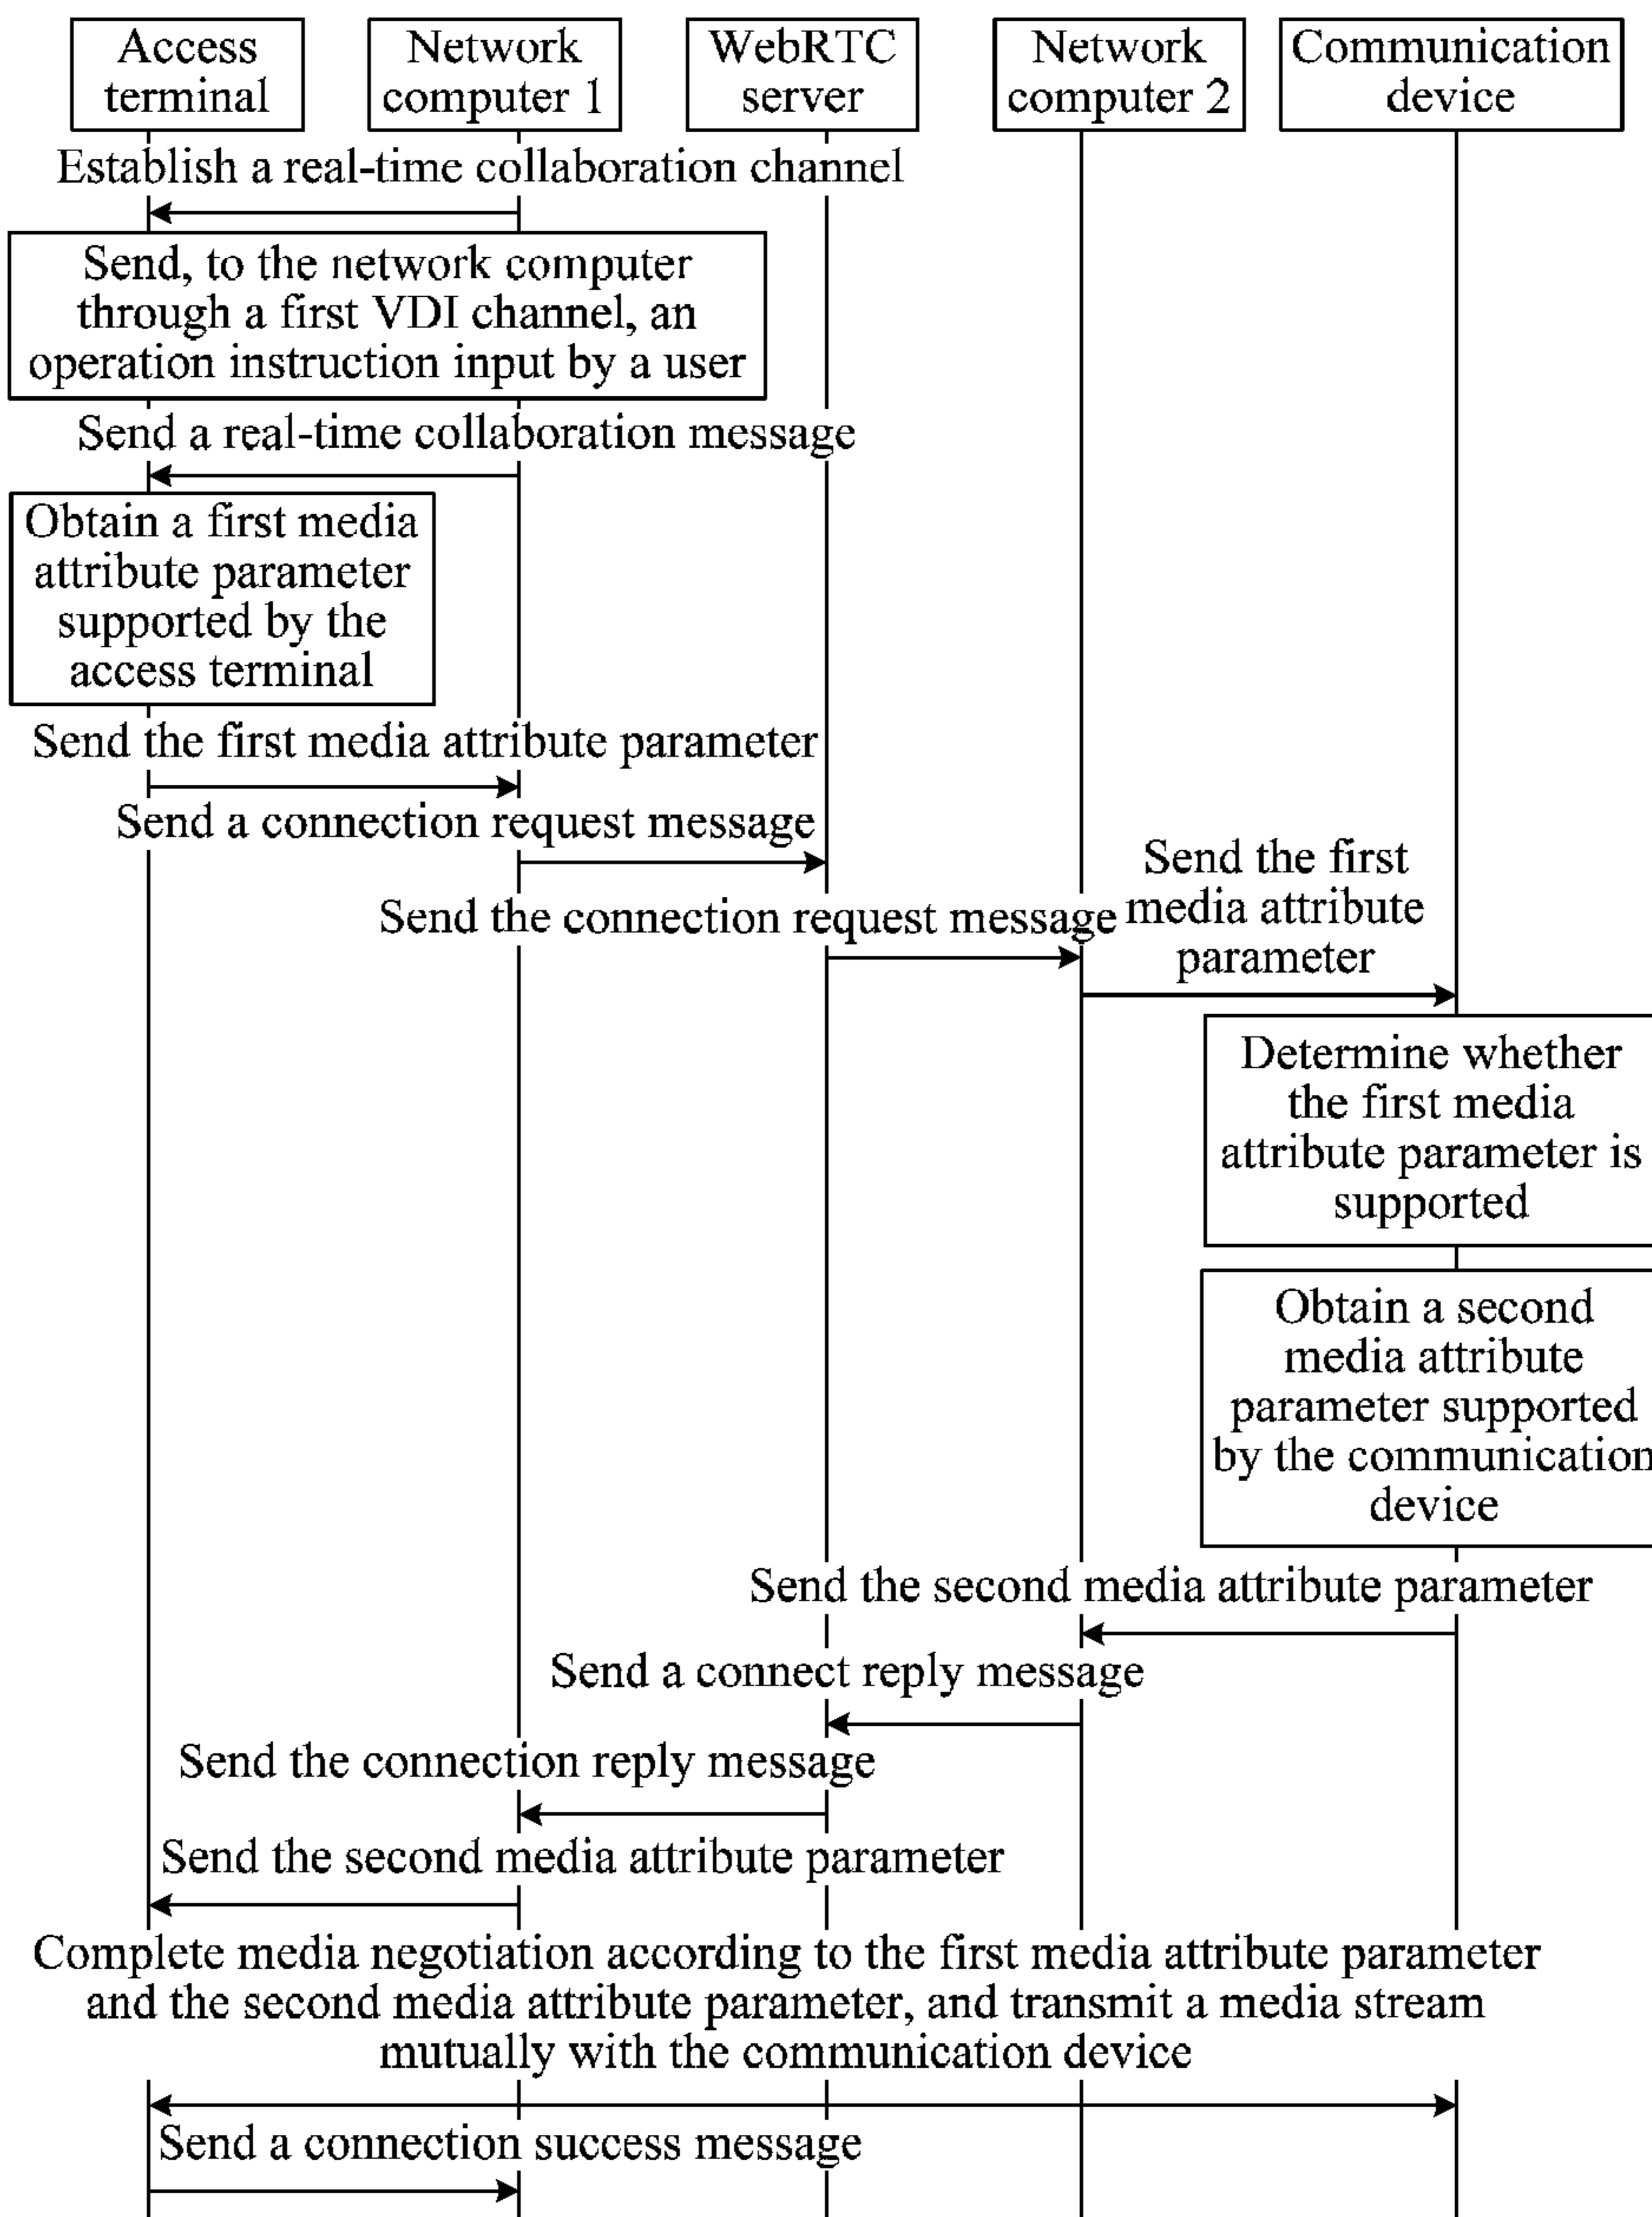 Access
terminal
Network
computer 1
WebRTC
server
Network
computer 2
Communication
device
Establish a real-time collaboration channel
Send, to the network computer
through a first VDI channel, an
operation instruction input by a user
Send a real-time collaboration message
Obtain a first media
attribute parameter
supported by the
access terminal
Send the first media attribute parameter
Send a connection request message
Send the connection request message
Send the first
media attribute
parameter
Determine whether
the first media
attribute parameter is
supported
Obtain a second
media attribute
parameter supported
by the communication
device
Send the second media attribute parameter
Send a connect reply message
Send the connection reply message
Send the second media attribute parameter
Complete media negotiation according to the first media attribute parameter
and the second media attribute parameter, and transmit a media stream
mutually with the communication device
Send a connection success message